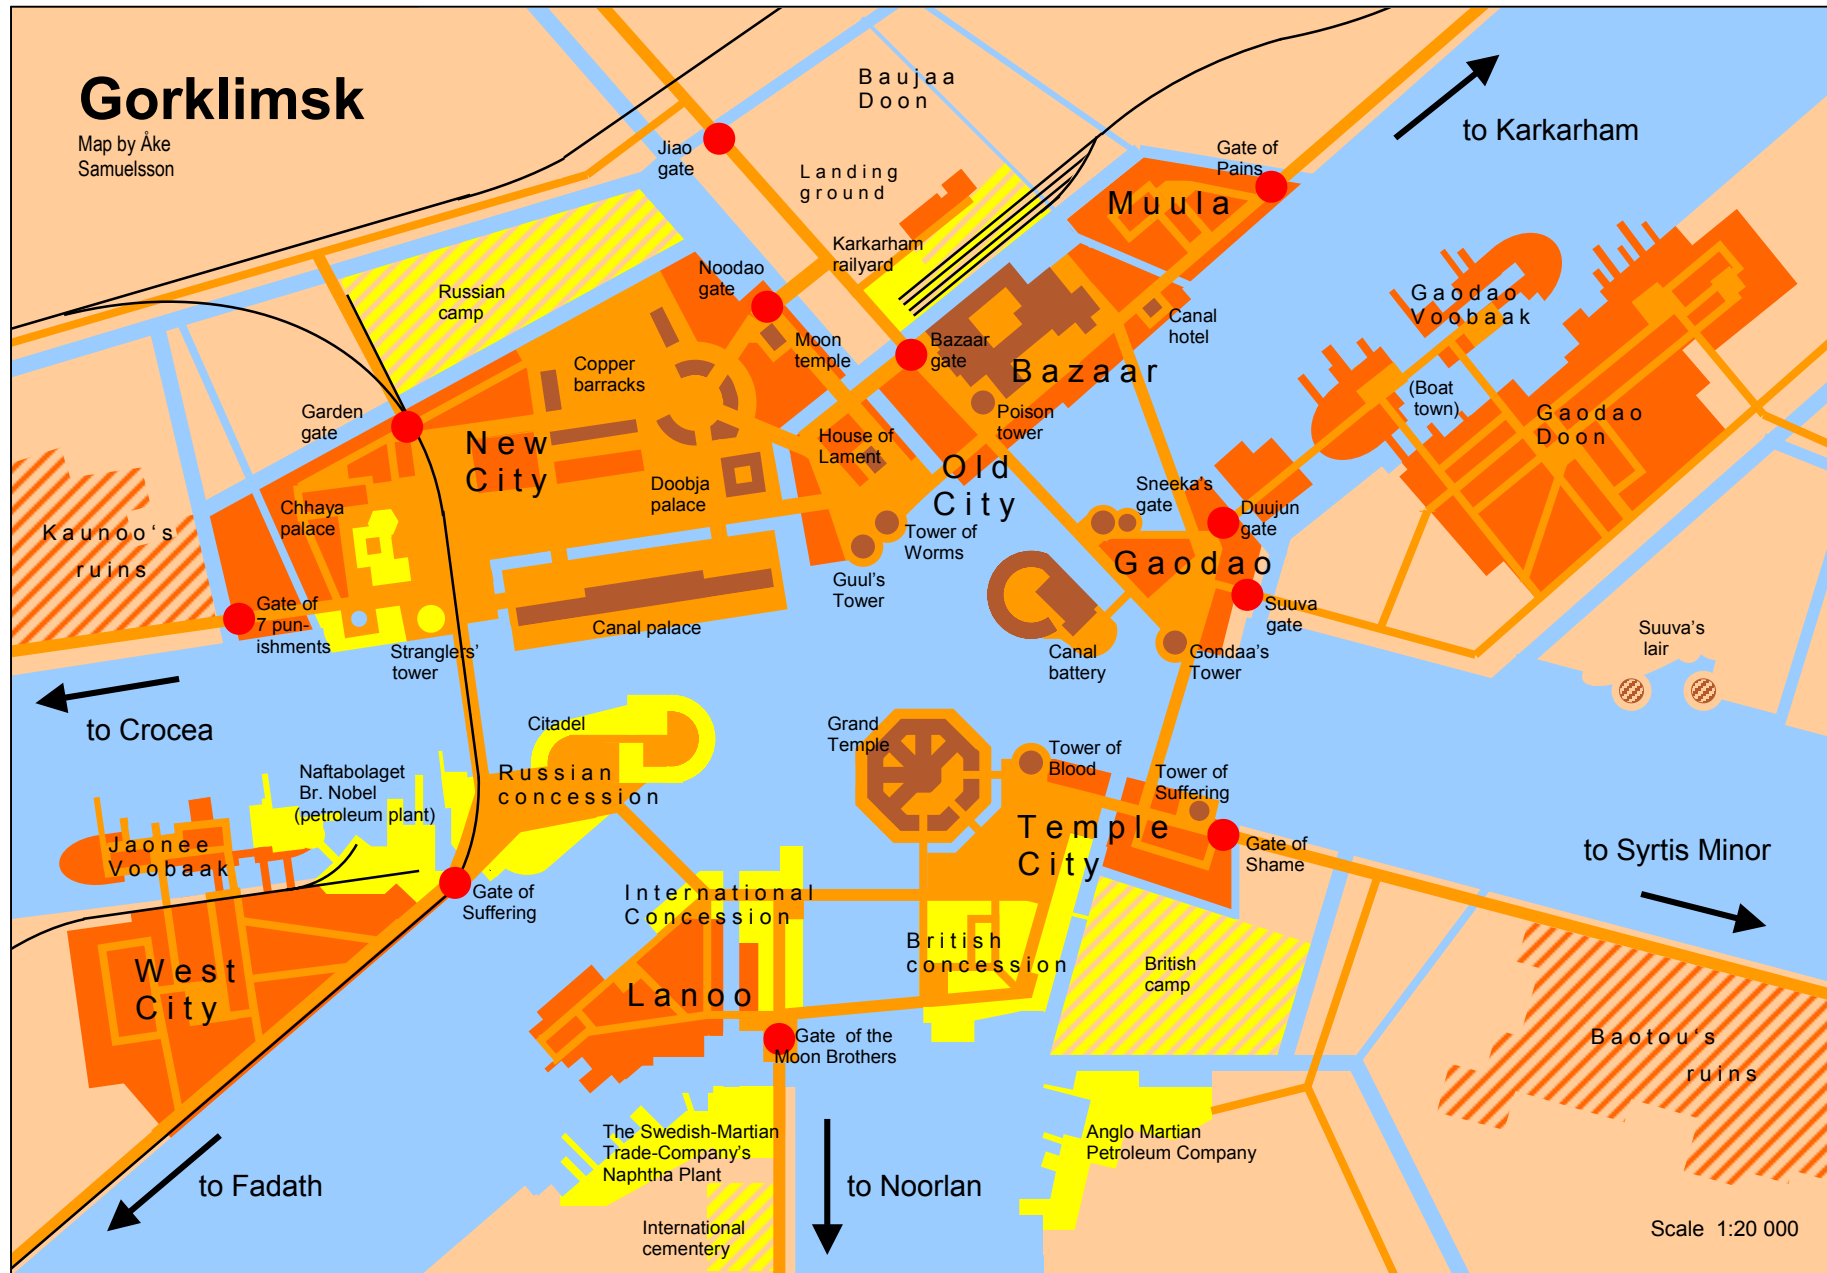 Gorklimsk
Map by Åke
Samuelsson
Baujaa
Doon
to Karkarham
Jiao
gate
Landing
ground
Gate of
Pains
Muula
Karkarham
railyard
Noodao
gate
Russian
camp
Gaodao
Voobaak
Canal
hotel
Moon
temple
Bazaar
gate
Bazaar
Copper
barracks
(Boat
town)
Garden
gate
Poison
tower
Gaodao
Doon
New
City
House of
Lament
Old
City
Doobja
palace
Sneeka's
gate
Chhaya
palace
Duujun
gate
Kaunoo‘s
ruins
Tower of
Worms
Gaodao
Guul's
Tower
Gate of
7 pun-
ishments
Suuva
gate
Canal palace
Suuva's
lair
Stranglers'
tower
Canal
battery
Gondaa's
Tower
to Crocea
Citadel
Grand
Temple
Tower of
Blood
Naftabolaget
Br. Nobel
(petroleum plant)
Russian
concession
Tower of
Suffering
Temple
City
Jaonee
Voobaak
Gate of
Shame
to Syrtis Minor
Gate of
Suffering
International
Concession
British
concession
West
City
British
camp
Lanoo
Gate of the
Moon Brothers
Baotou‘s
ruins
The Swedish-Martian
Trade-Company's
Naphtha Plant
Anglo Martian
Petroleum Company
to Fadath
to Noorlan
International
cementery
Scale 1:20 000